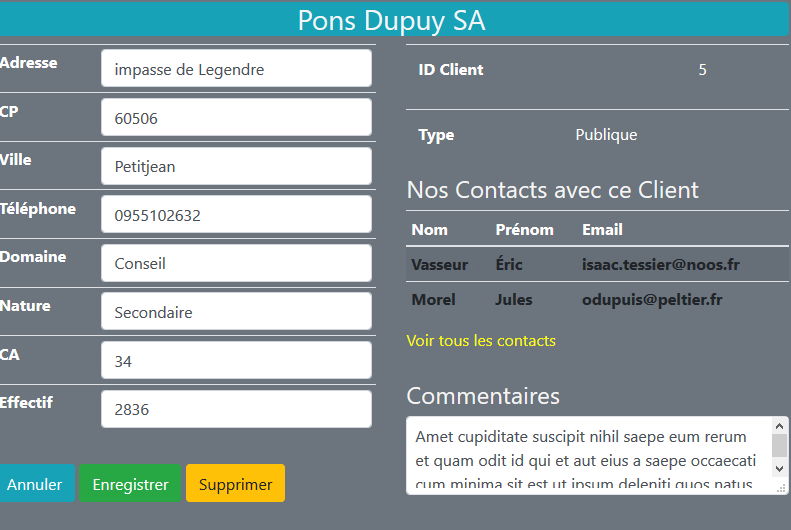 Pons Dupuy SA
Adresse impasse de Legendre
CP 60506
Ville Petitjean
Téléphone 0955102632
Domaine Conseil
Nature Secondaire
CA 34
Effectif 2836
Annuler Enregistrer Supprimer
ID Client 5
Type Publique
Nos Contacts avec ce Client
Nom Prénom Email
Vasseur Éric isaac.tessier@noos.fr
Morel Jules odupuis@peltier.fr
Voir tous les contacts
Commentaires
Amet cupiditate suscipit nihil saepe eum rerum
et quam odit id qui et aut eius a saepe occaecati
cum minima sit est ut ipsum deleniti quos natus